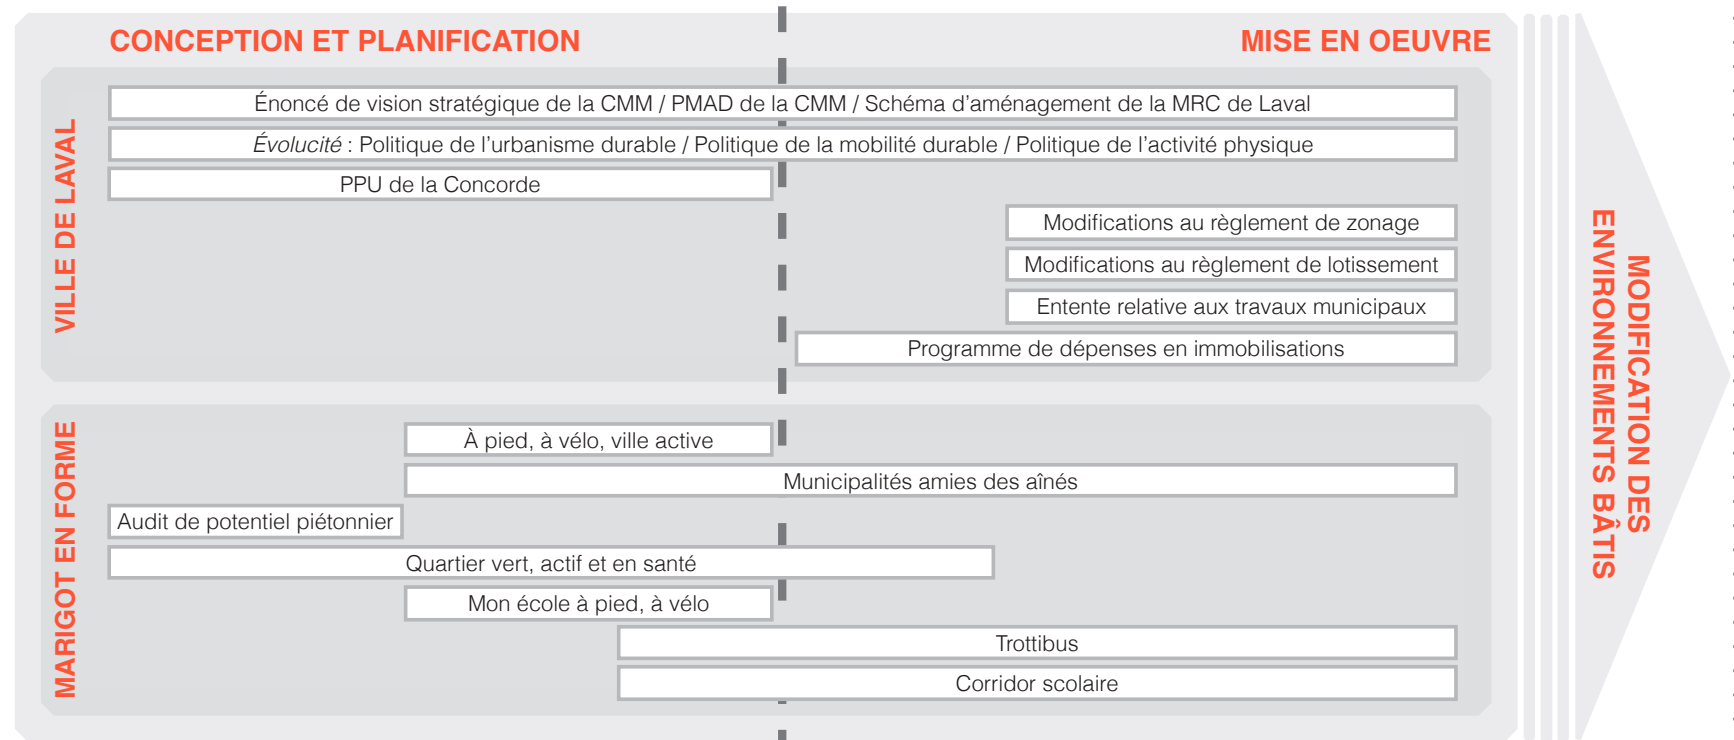 CONCEPTION ET PLANIFICATION
MISE EN OEUVRE
VILLE DE LAVAL
Énoncé de vision stratégique de la CMM / PMAD de la CMM / Schéma d’aménagement de la MRC de Laval
Évolucité : Politique de l’urbanisme durable / Politique de la mobilité durable / Politique de l’activité physique
PPU de la Concorde
Modifications au règlement de zonage
Modifications au règlement de lotissement
Entente relative aux travaux municipaux
Programme de dépenses en immobilisations
MARIGOT EN FORME
À pied, à vélo, ville active
Municipalités amies des aînés
Audit de potentiel piétonnier
Quartier vert, actif et en santé
Mon école à pied, à vélo
Trottibus
Corridor scolaire
MODIFICATION DES
ENVIRONNEMENTS BÂTIS